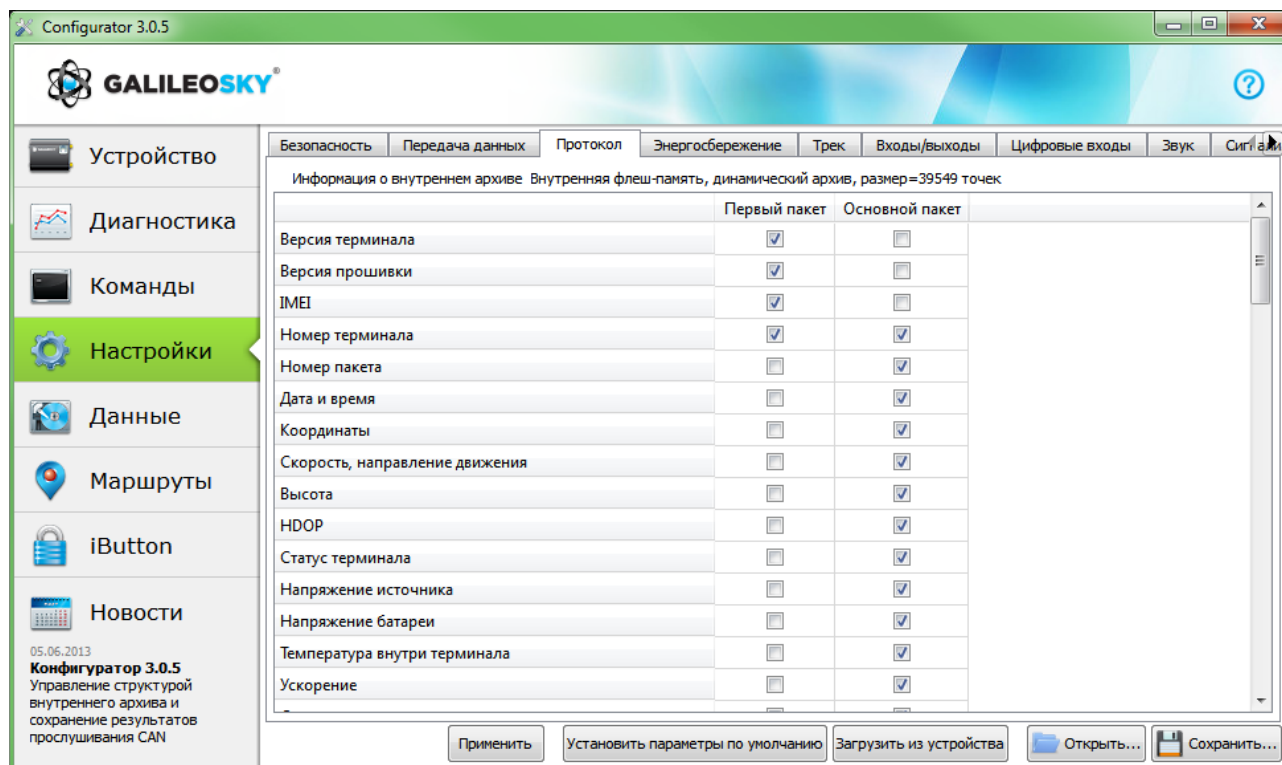 Configurator 3.0.5
GALILEOSKY®
?
Устройство
Диагностика
Команды
Настройки
Данные
Маршруты
iButton
Новости
05.06.2013
Конфигуратор 3.0.5
Управление структурой
внутреннего архива и
сохранение результатов
прослушивания CAN
Безопасность Передача данных Протокол Энергосбережение Трек Входы/выходы Цифровые входы Звук
Информация о внутреннем архиве Внутренняя флеш-память, динамический архив, размер=39549 точек
Первый пакет Основной пакет
Версия терминала
Версия прошивки
IMEI
Номер терминала
Номер пакета
Дата и время
Координаты
Скорость, направление движения
Высота
HDOP
Статус терминала
Напряжение источника
Напряжение батареи
Температура внутри терминала
Ускорение
Применить Установить параметры по умолчанию Загрузить из устройства Открыть... Сохранить...